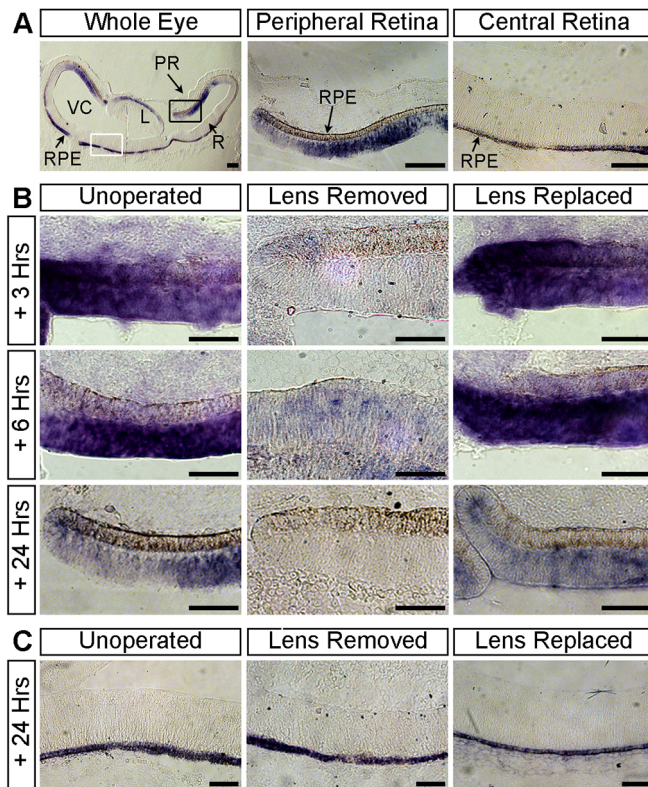 A
Whole Eye
Peripheral Retina
Central Retina
PR
VC
L
R
RPE
RPE
RPE
B
Unoperated
Lens Removed
Lens Replaced
+ 3 Hrs
+ 6 Hrs
+ 24 Hrs
C
Unoperated
Lens Removed
Lens Replaced
+ 24 Hrs